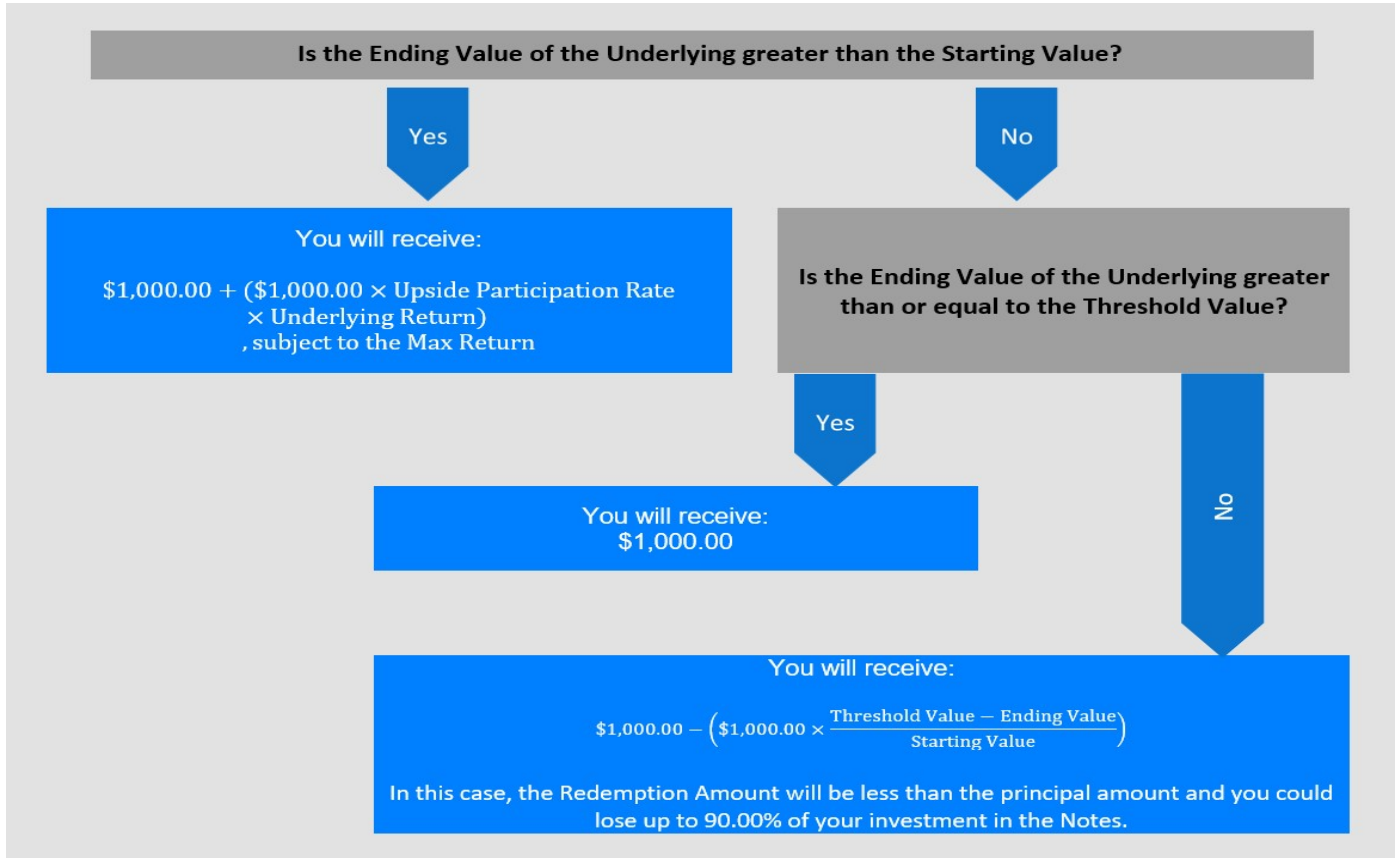 Is the Ending Value of the Underlying greater than the Starting Value?
Yes
No
You will receive:
$1,000.00 + ($1,000.00 × Upside Participation Rate
× Underlying Return)
, subject to the Max Return
Is the Ending Value of the Underlying greater
than or equal to the Threshold Value?
Yes
No
You will receive:
$1,000.00
You will receive:
$1,000.00 − ($1,000.00 × Threshold Value − Ending Value
Starting Value)
In this case, the Redemption Amount will be less than the principal amount and you could
lose up to 90.00% of your investment in the Notes.